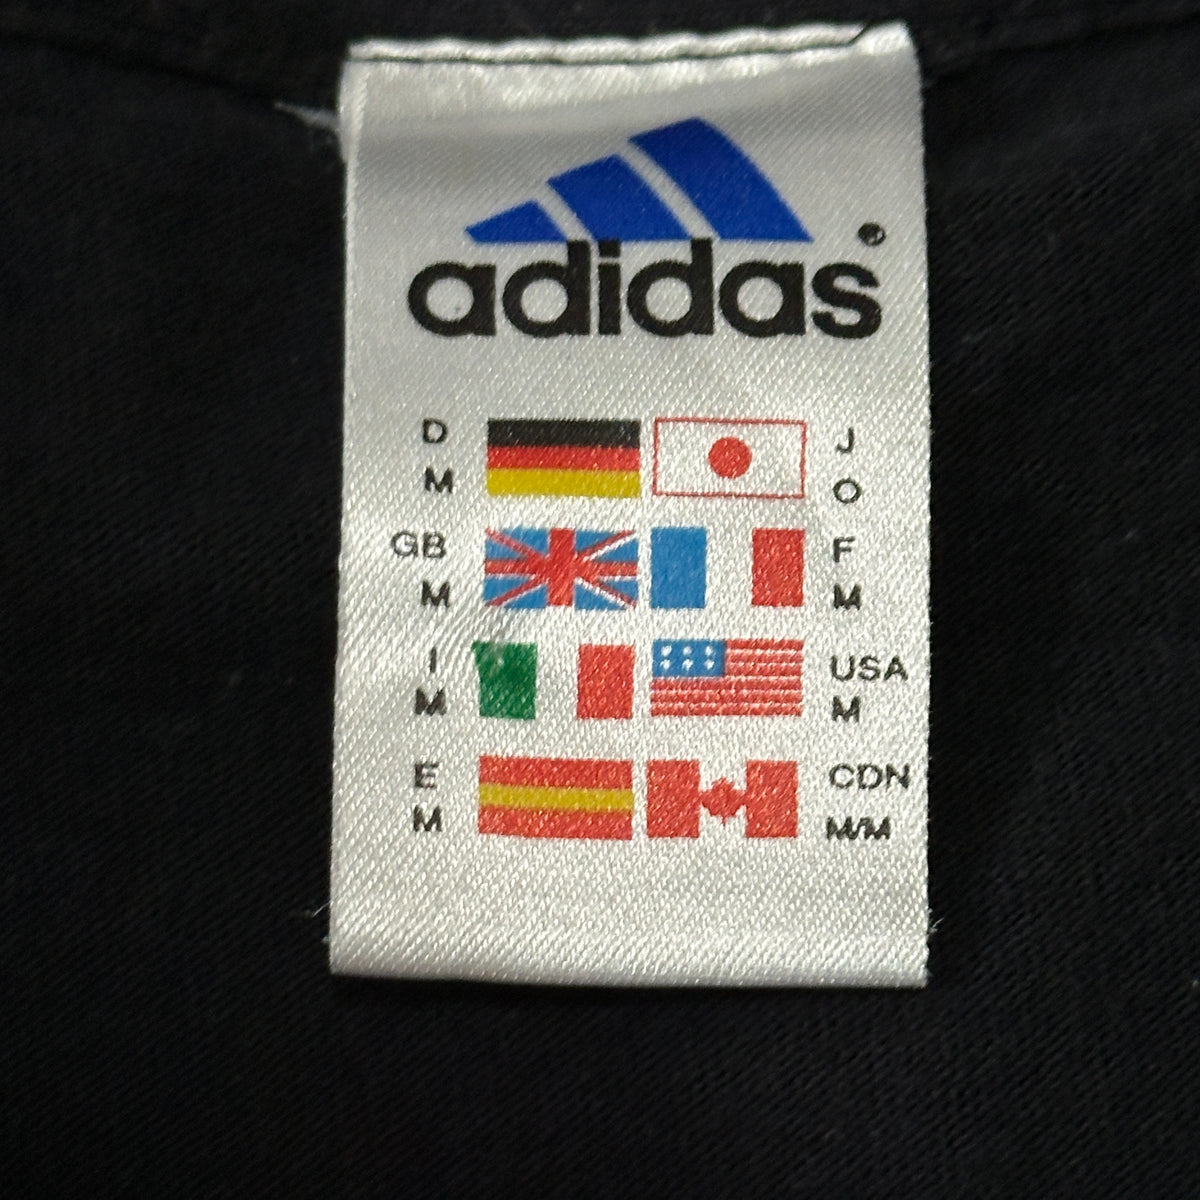 adidas®
D J
M O
GB F
M M
I USA
M M
E CDN
M M/M